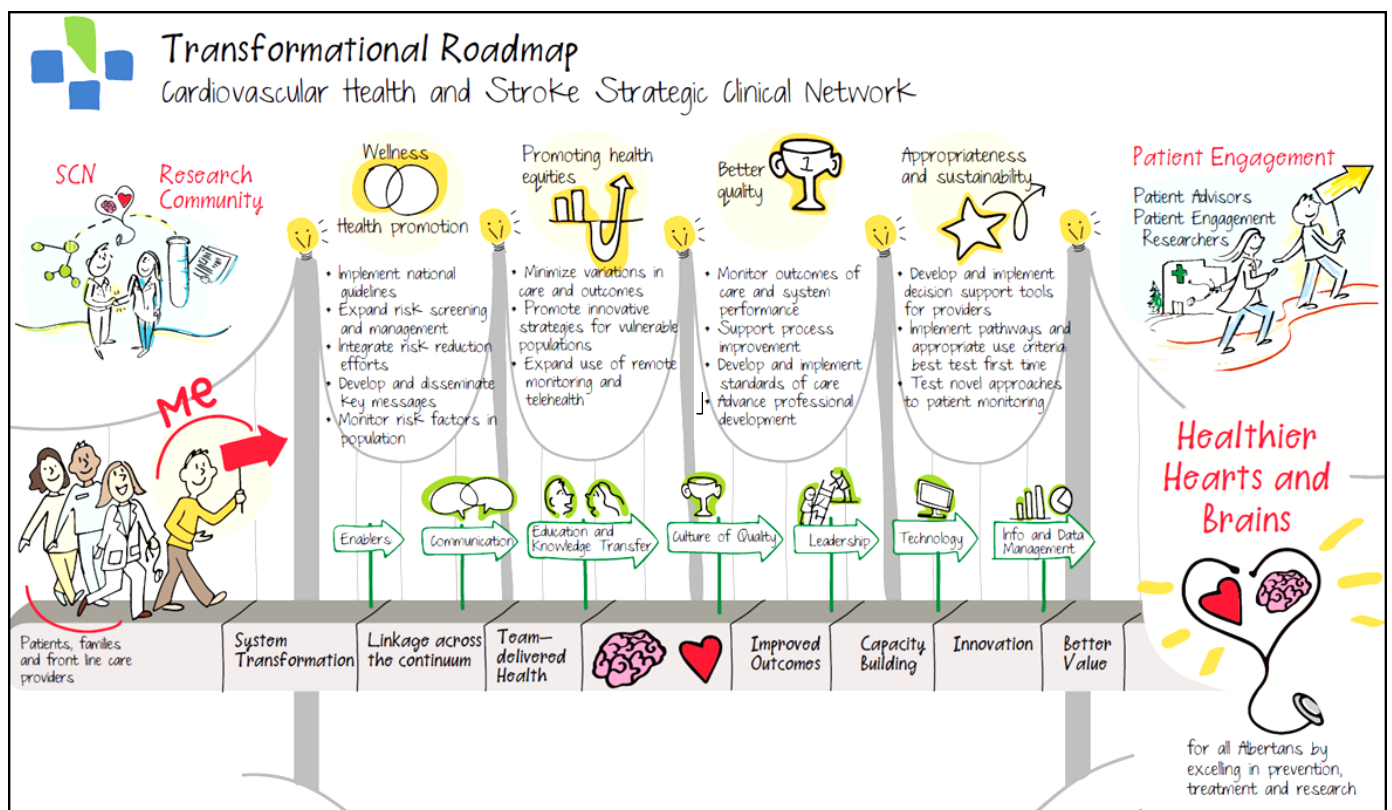 Transformational Roadmap
Cardiovascular Health and Stroke Strategic Clinical Network
SCN
Research
Community
Wellness
Health promotion
• Implement national
guidelines
• Expand risk screening
and management
• Integrate risk reduction
efforts
• Develop and disseminate
key messages
• Monitor risk factors in
population
Promoting health
equities
• Minimize variations in
care and outcomes
• Promote innovative
strategies for vulnerable
populations
• Expand use of remote
monitoring and
telehealth
Better
quality
1
• Monitor outcomes of
care and system
performance
• Support process
improvement
• Develop and implement
standards of care
• Advance professional
development
Appropriateness
and sustainability
• Develop and implement
decision support tools
for providers
• Implement pathways and
appropriate use criteria
best test first time
• Test novel approaches
to patient monitoring
Patient Engagement
Patient Advisors
Patient Engagement
Researchers
Me
Enablers
Communication
Education and
Knowledge Transfer
Culture of Quality
Leadership
Technology
Info and Data
Management
Patients, families
and front line care
providers
System
Transformation
Linkage across
the continuum
Team-
delivered
Health
Improved
Outcomes
Capacity
Building
Innovation
Better
Value
Healthier
Hearts and
Brains
for all Albertans by
excelling in prevention,
treatment and research